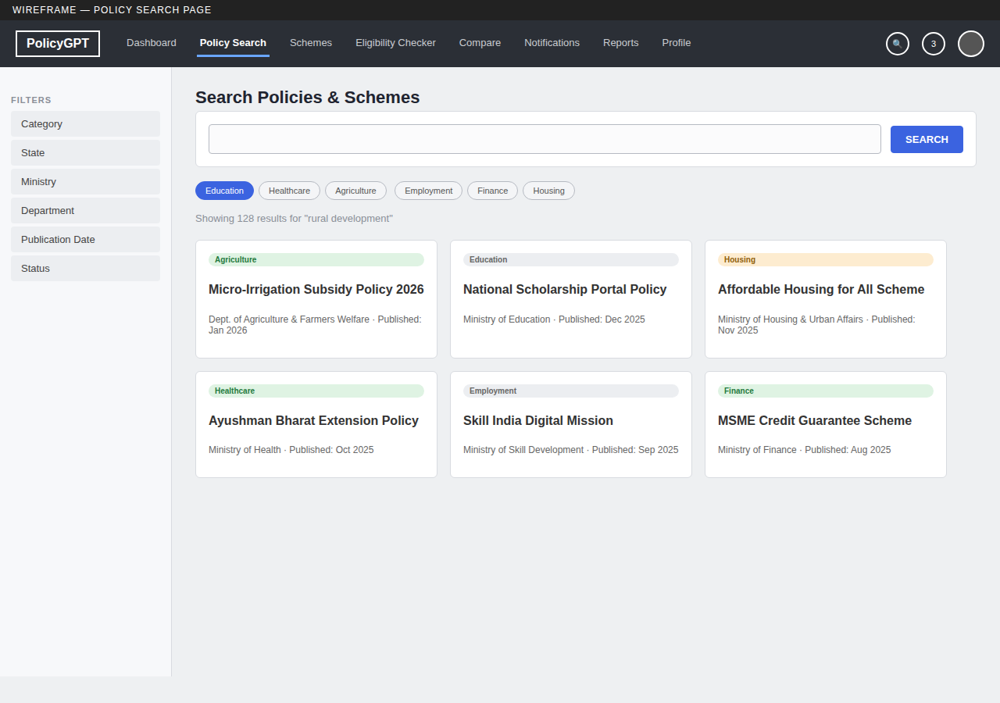 WIREFRAME — POLICY SEARCH PAGE
PolicyGPT Dashboard Policy Search Schemes Eligibility Checker Compare Notifications Reports Profile 3
FILTERS
Category
State
Ministry
Department
Publication Date
Status
Search Policies & Schemes
SEARCH
Education Healthcare Agriculture Employment Finance Housing
Showing 128 results for "rural development"
Agriculture
Micro-Irrigation Subsidy Policy 2026
Dept. of Agriculture & Farmers Welfare · Published:
Jan 2026
Education
National Scholarship Portal Policy
Ministry of Education · Published: Dec 2025
Housing
Affordable Housing for All Scheme
Ministry of Housing & Urban Affairs · Published:
Nov 2025
Healthcare
Ayushman Bharat Extension Policy
Ministry of Health · Published: Oct 2025
Employment
Skill India Digital Mission
Ministry of Skill Development · Published: Sep 2025
Finance
MSME Credit Guarantee Scheme
Ministry of Finance · Published: Aug 2025